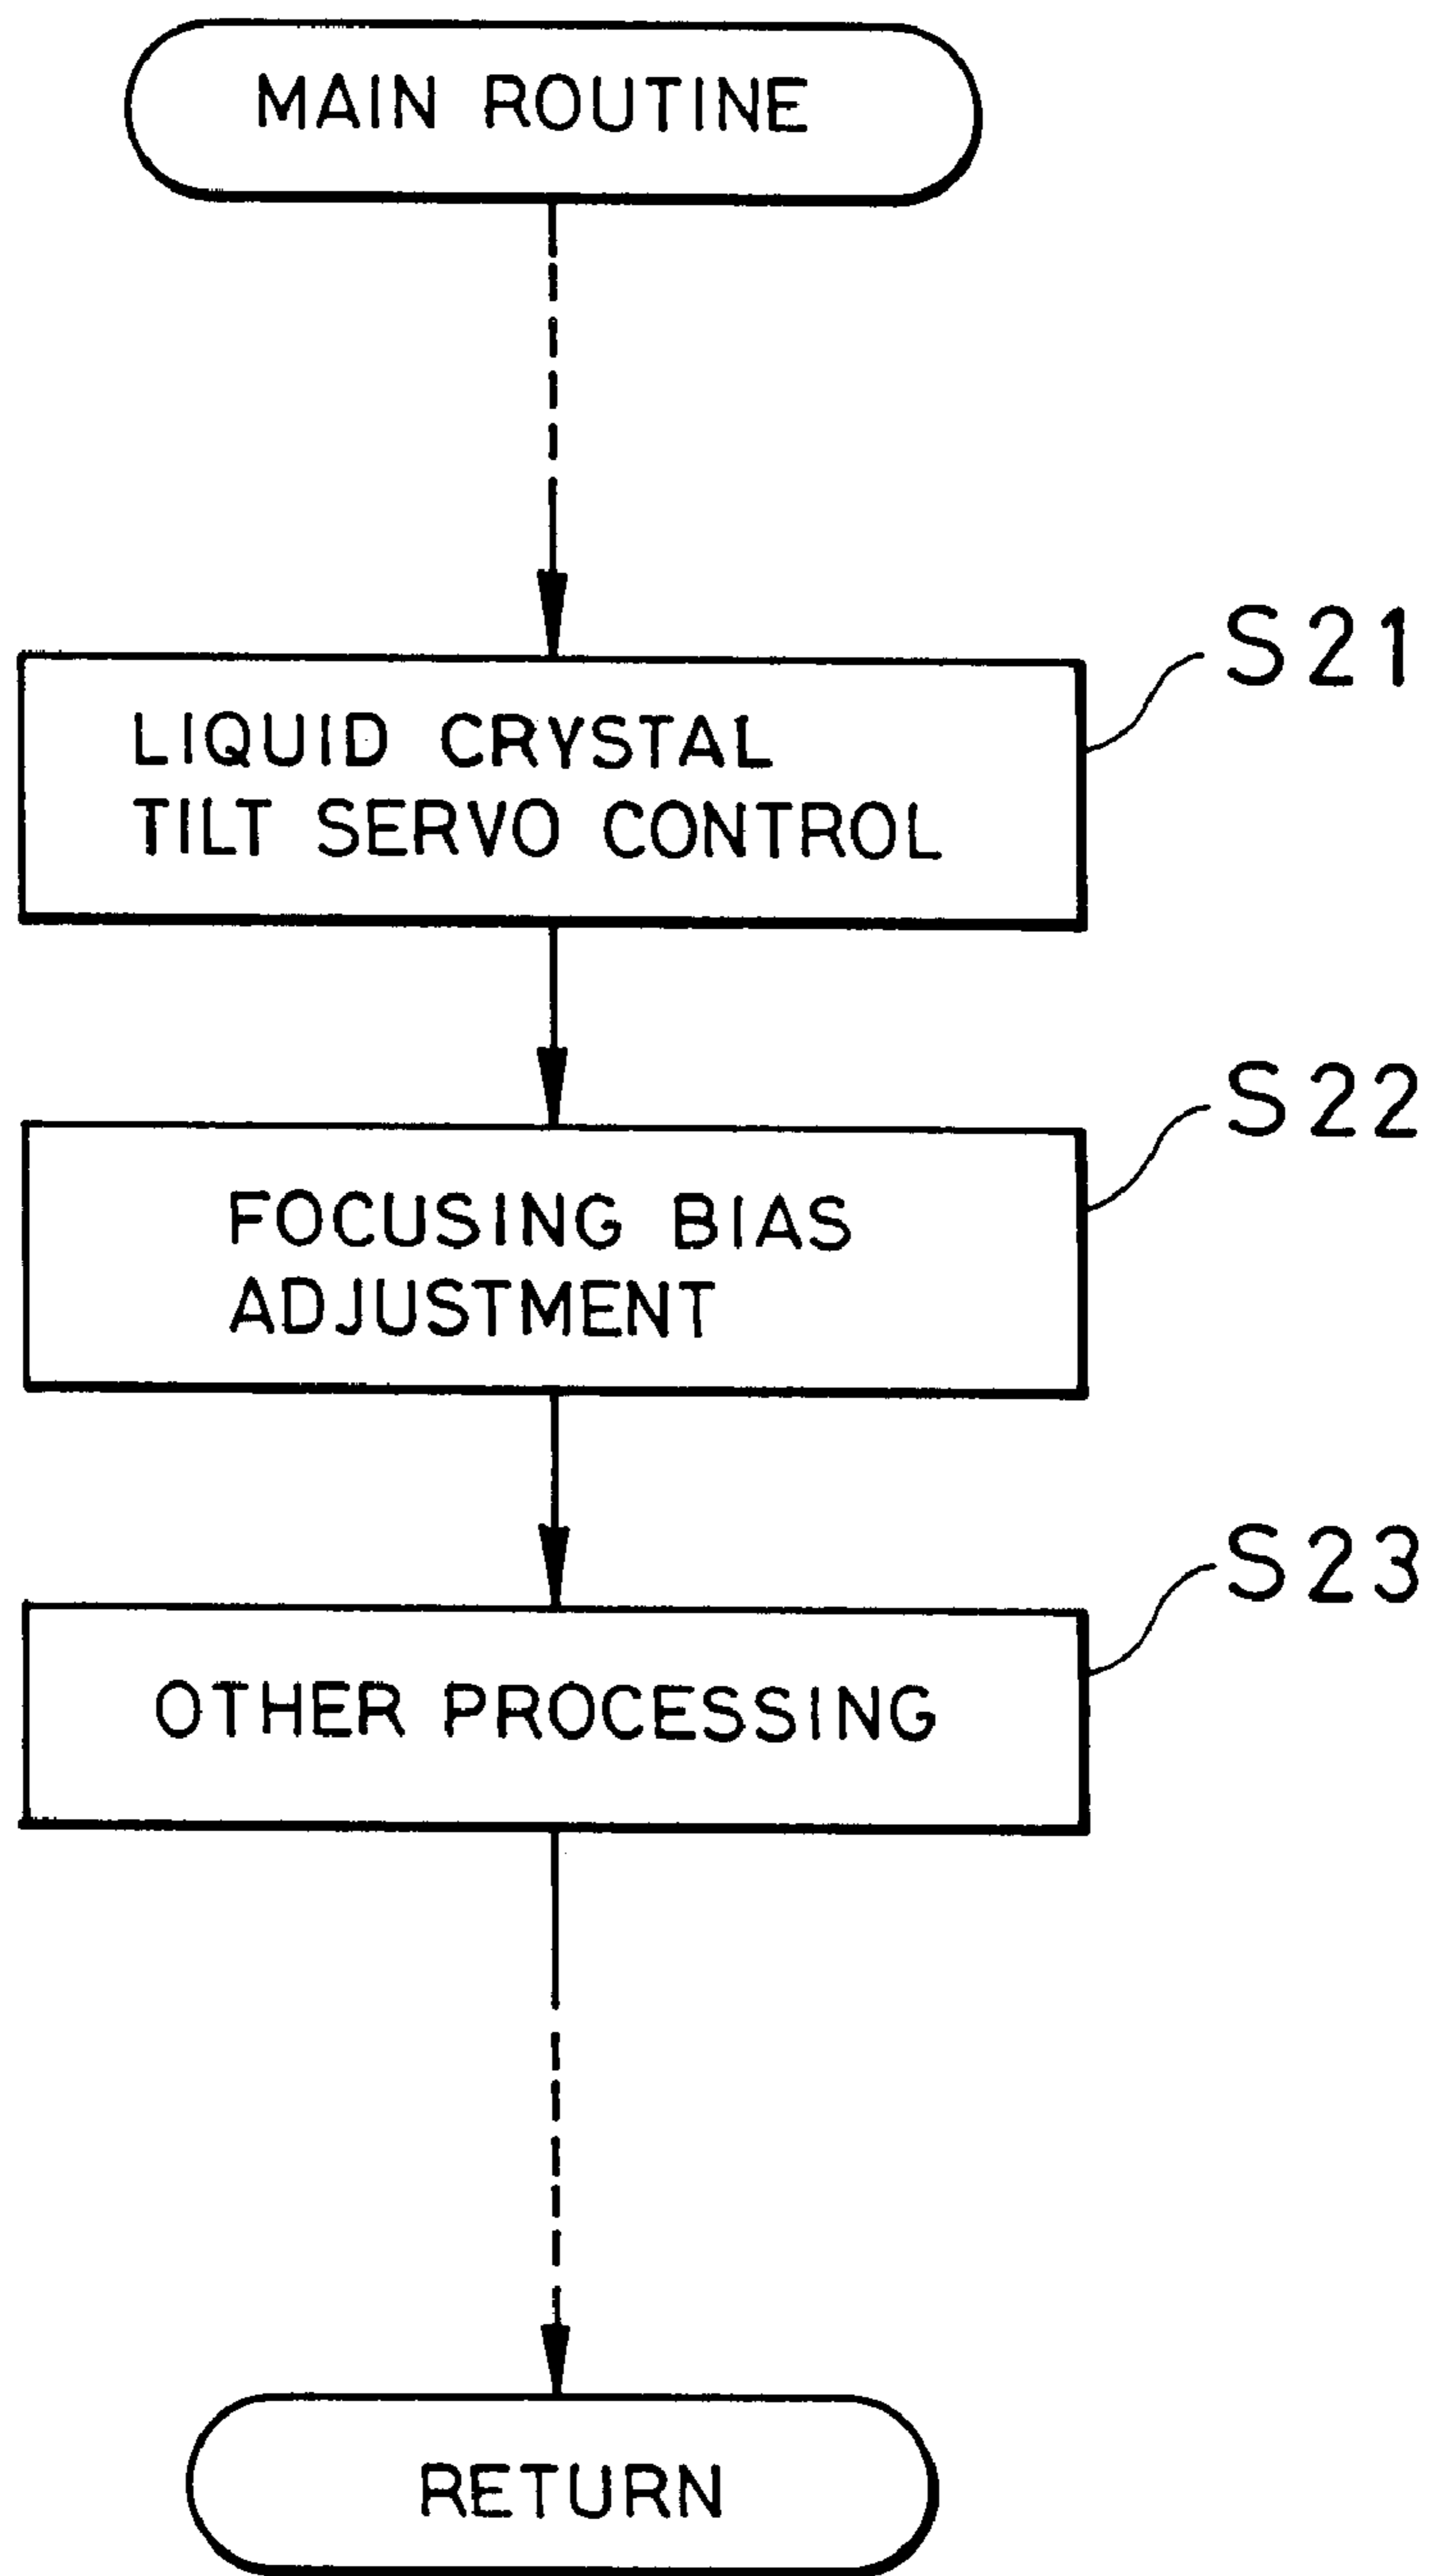 MAIN ROUTINE
S21
LIQUID CRYSTAL
TILT SERVO CONTROL
S22
FOCUSING BIAS
ADJUSTMENT
S23
OTHER PROCESSING
RETURN